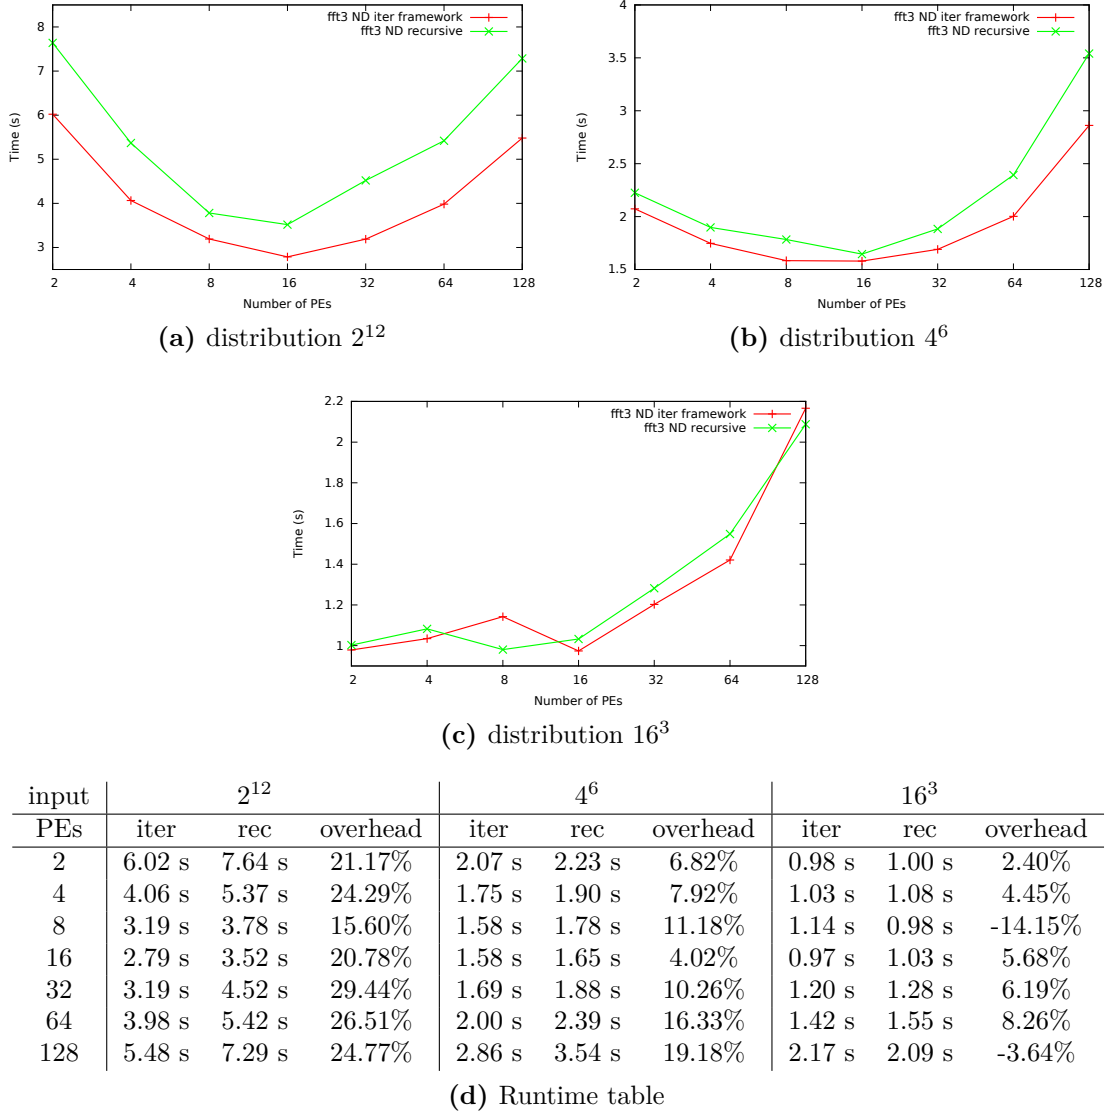 fft3 ND iter framework
fft3 ND recursive
8
7
6
5
4
3
Time (s)
2 4 8 16 32 64 128
Number of PEs
(a) distribution 2^12
fft3 ND iter framework
fft3 ND recursive
4
3.5
3
2.5
2
1.5
Time (s)
2 4 8 16 32 64 128
Number of PEs
(b) distribution 4^6
fft3 ND iter framework
fft3 ND recursive
2.2
2
1.8
1.6
1.4
1.2
1
Time (s)
2 4 8 16 32 64 128
Number of PEs
(c) distribution 16^3
input 2^12 4^6 16^3
PEs iter rec overhead iter rec overhead iter rec overhead
2 6.02 s 7.64 s 21.17% 2.07 s 2.23 s 6.82% 0.98 s 1.00 s 2.40%
4 4.06 s 5.37 s 24.29% 1.75 s 1.90 s 7.92% 1.03 s 1.08 s 4.45%
8 3.19 s 3.78 s 15.60% 1.58 s 1.78 s 11.18% 1.14 s 0.98 s -14.15%
16 2.79 s 3.52 s 20.78% 1.58 s 1.65 s 4.02% 0.97 s 1.03 s 5.68%
32 3.19 s 4.52 s 29.44% 1.69 s 1.88 s 10.26% 1.20 s 1.28 s 6.19%
64 3.98 s 5.42 s 26.51% 2.00 s 2.39 s 16.33% 1.42 s 1.55 s 8.26%
128 5.48 s 7.29 s 24.77% 2.86 s 3.54 s 19.18% 2.17 s 2.09 s -3.64%
(d) Runtime table